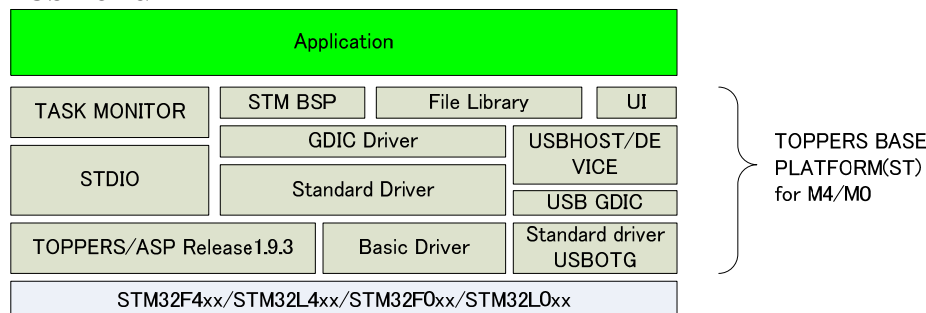 Application
TASK MONITOR
STM BSP
File Library
UI
GDIC Driver
USBHOST/DE
VICE
STDIO
Standard Driver
USB GDIC
TOPPERS/ASP Release1.9.3
Basic Driver
Standard driver
USBOTG
STM32F4xx/STM32L4xx/STM32F0xx/STM32L0xx
TOPPERS BASE
PLATFORM(ST)
for M4/M0